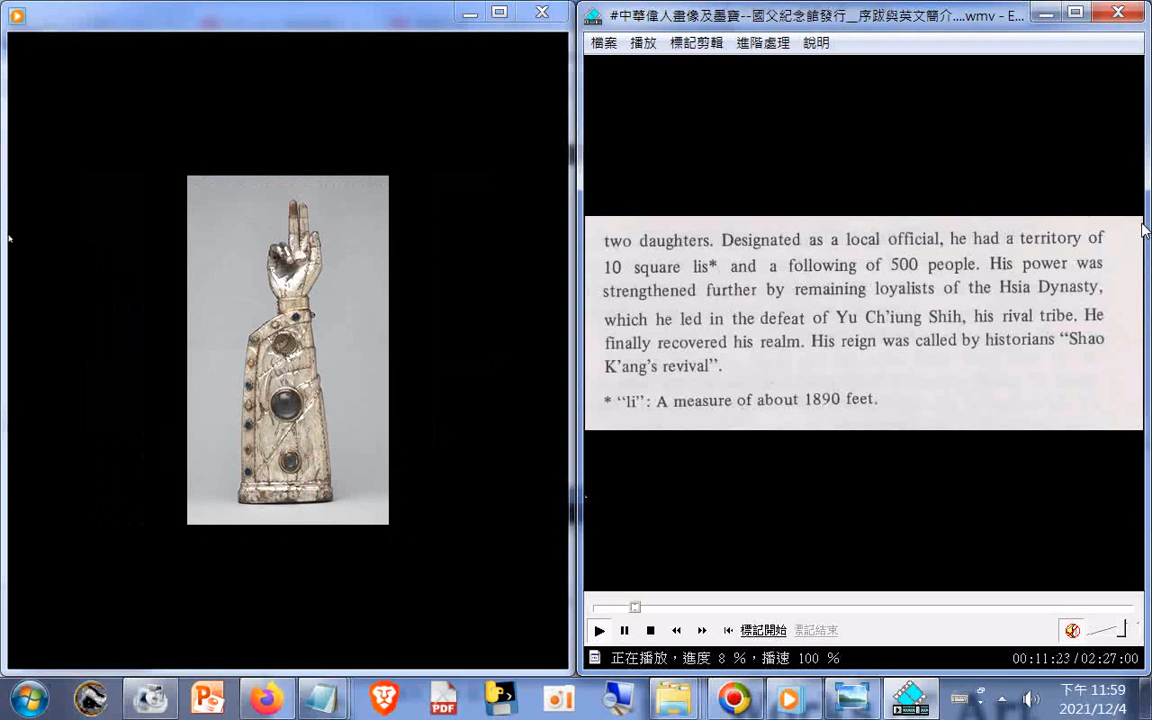 #中華偉人畫像及墨寶--國父紀念館發行__序跋與英文簡介....wmv - E...
檔案 播放 標記剪輯 進階處理 說明
two daughters. Designated as a local official, he had a territory of
10 square lis* and a following of 500 people. His power was
strengthened further by remaining loyalists of the Hsia Dynasty,
which he led in the defeat of Yu Ch'iung Shih, his rival tribe. He
finally recovered his realm. His reign was called by historians “Shao
K'ang's revival”.
* “li”: A measure of about 1890 feet.
標記開始 標記結束
正在播放，進度 8 %，播速 100 % 00:11:23 / 02:27:00
PDF
下午 11:59
2021/12/4